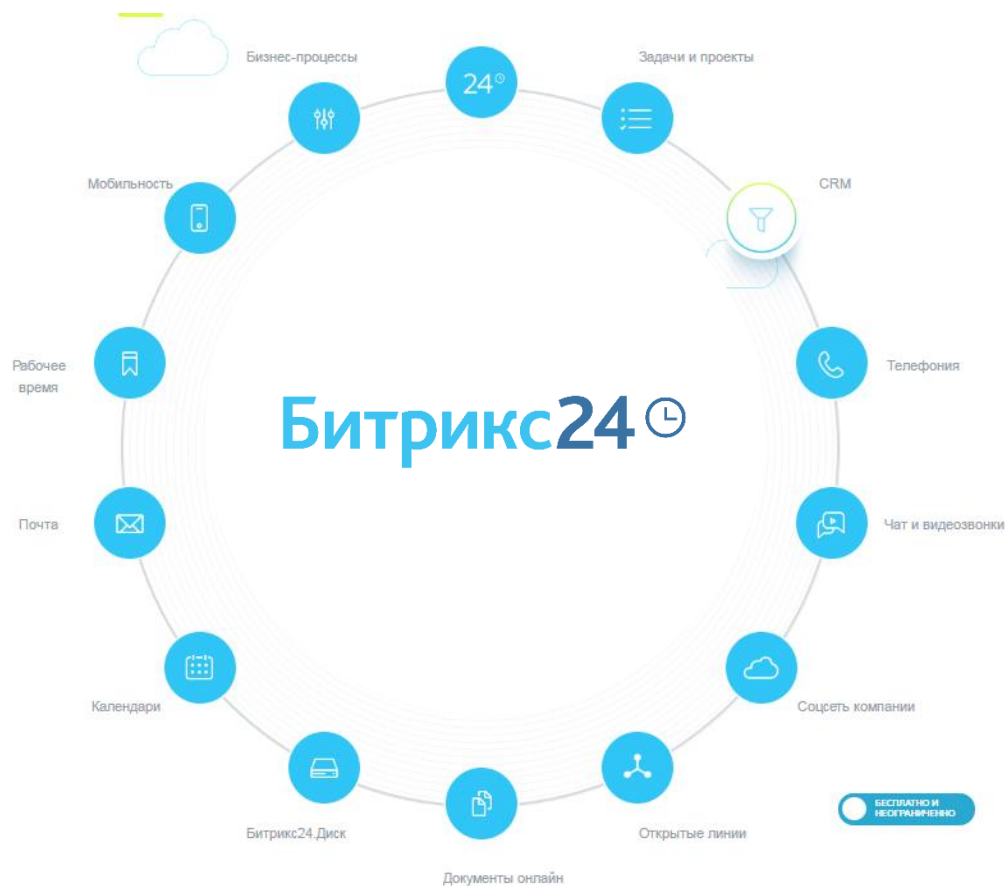 Бизнес-процессы
24
Задачи и проекты
Мобильность
CRM
Рабочее
время
Телефония
Битрикс24
Почта
Чат и видеозвонки
Календари
Соцсеть компании
БЕСПЛАТНО И
НЕОГРАНИЧЕННО
Битрикс24.Диск
Открытые линии
Документы онлайн